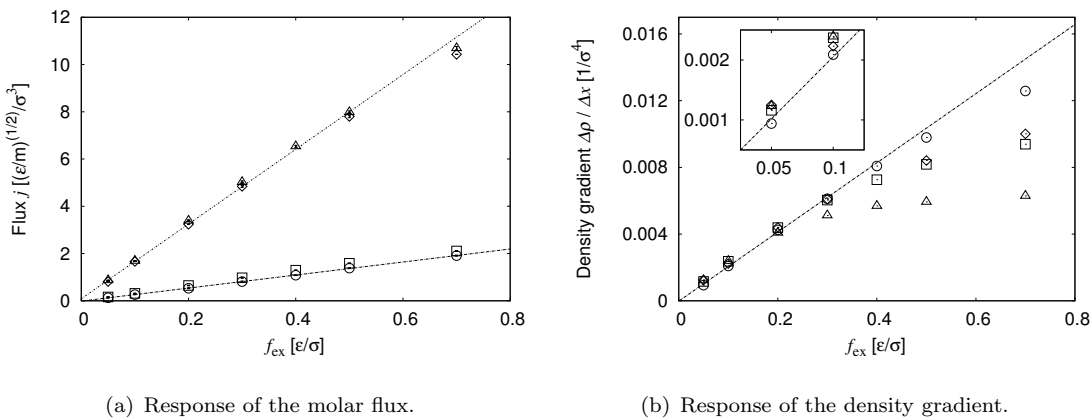 12
10
8
6
4
2
0
Flux j [(ε/m)^(1/2)/σ^3]
0 0.2 0.4 0.6 0.8
f_ex [ε/σ]
(a) Response of the molar flux.
0.016
0.012
0.008
0.004
0
Density gradient Δρ / Δx [1/σ^4]
0.002
0.001
0.05 0.1
0 0.2 0.4 0.6 0.8
f_ex [ε/σ]
(b) Response of the density gradient.